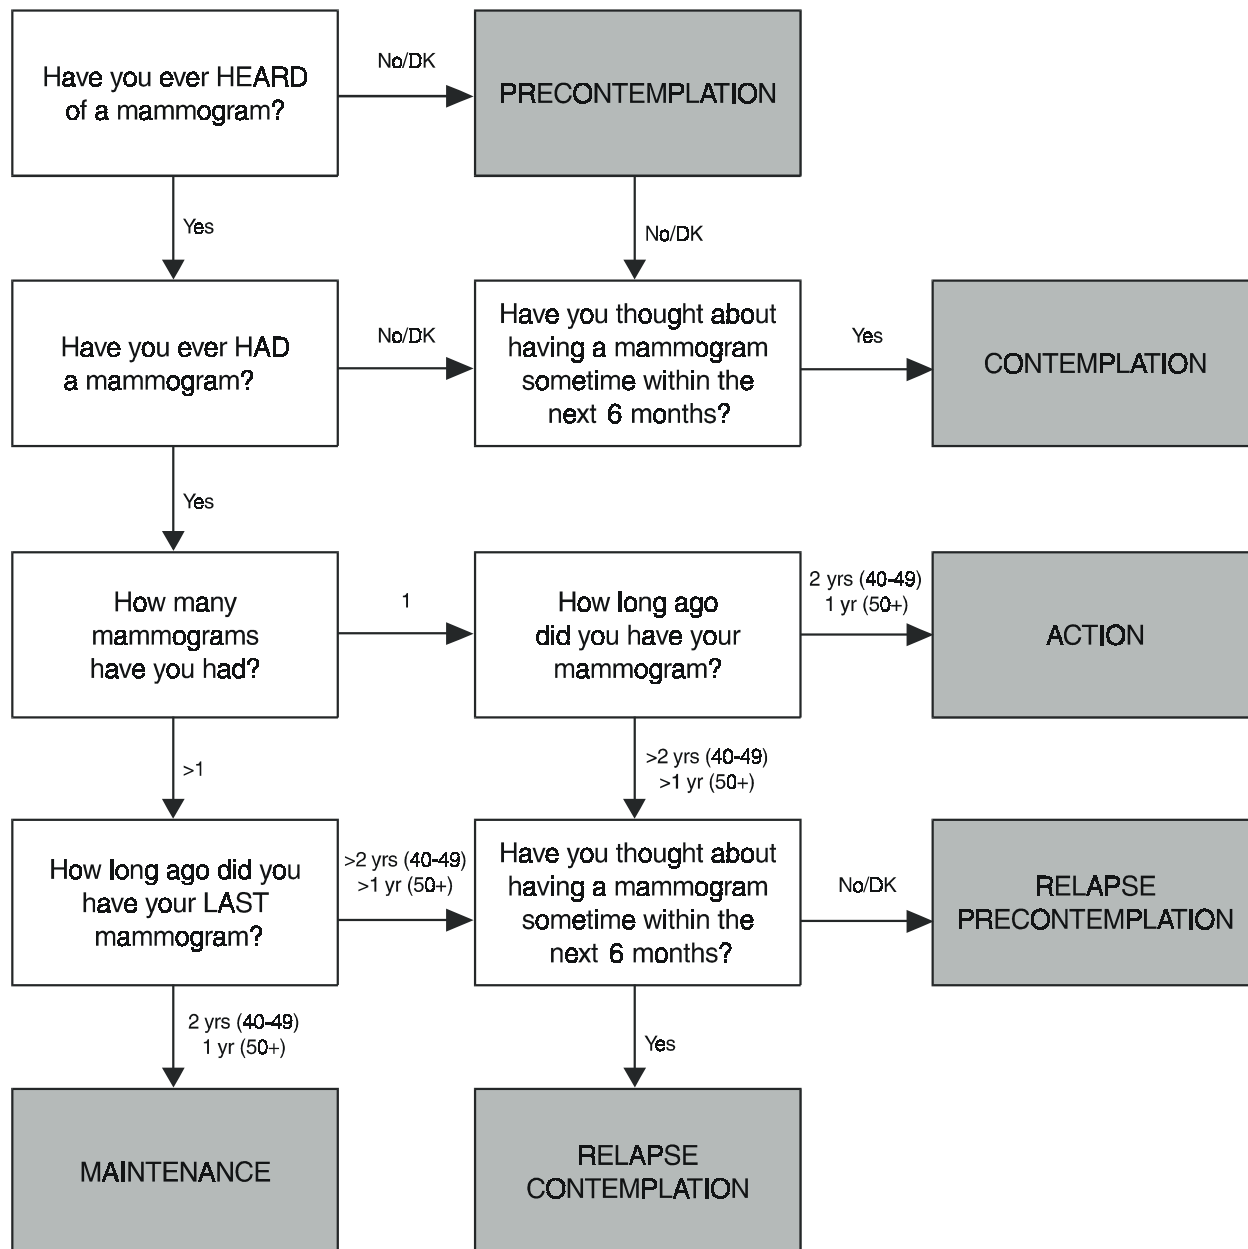 Have you ever HEARD
of a mammogram?
No/DK
PRECONTEMPLATION
Yes
No/DK
Have you ever HAD
a mammogram?
No/DK
Have you thought about
having a mammogram
sometime within the
next 6 months?
Yes
CONTEMPLATION
Yes
How many
mammograms
have you had?
1
How long ago
did you have your
mammogram?
2 yrs (40-49)
1 yr (50+)
ACTION
>1
>2 yrs (40-49)
>1 yr (50+)
How long ago did you
have your LAST
mammogram?
>2 yrs (40-49)
>1 yr (50+)
Have you thought about
having a mammogram
sometime within the
next 6 months?
No/DK
RELAPSE
PRECONTEMPLATION
2 yrs (40-49)
1 yr (50+)
Yes
MAINTENANCE
RELAPSE
CONTEMPLATION